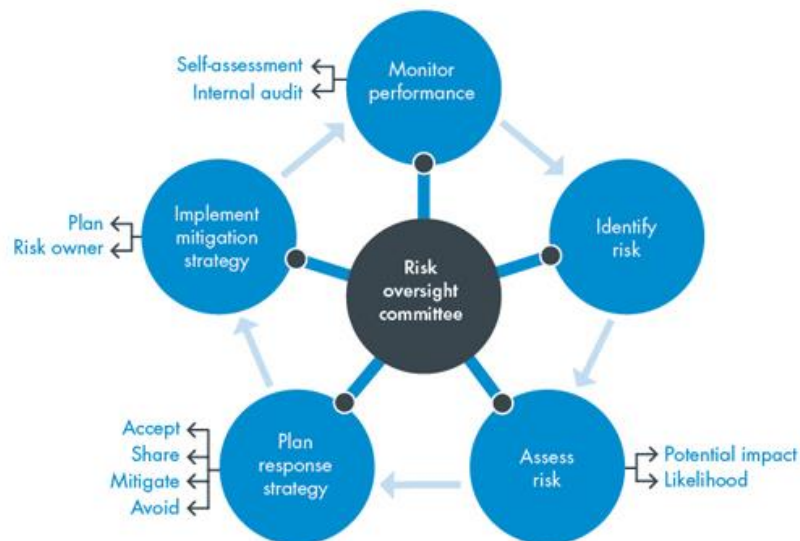 Self-assessment
Internal audit
Monitor
performance
Plan
Risk owner
Implement
mitigation
strategy
Identify
risk
Risk
oversight
committee
Accept
Share
Mitigate
Avoid
Plan
response
strategy
Assess
risk
Potential impact
Likelihood